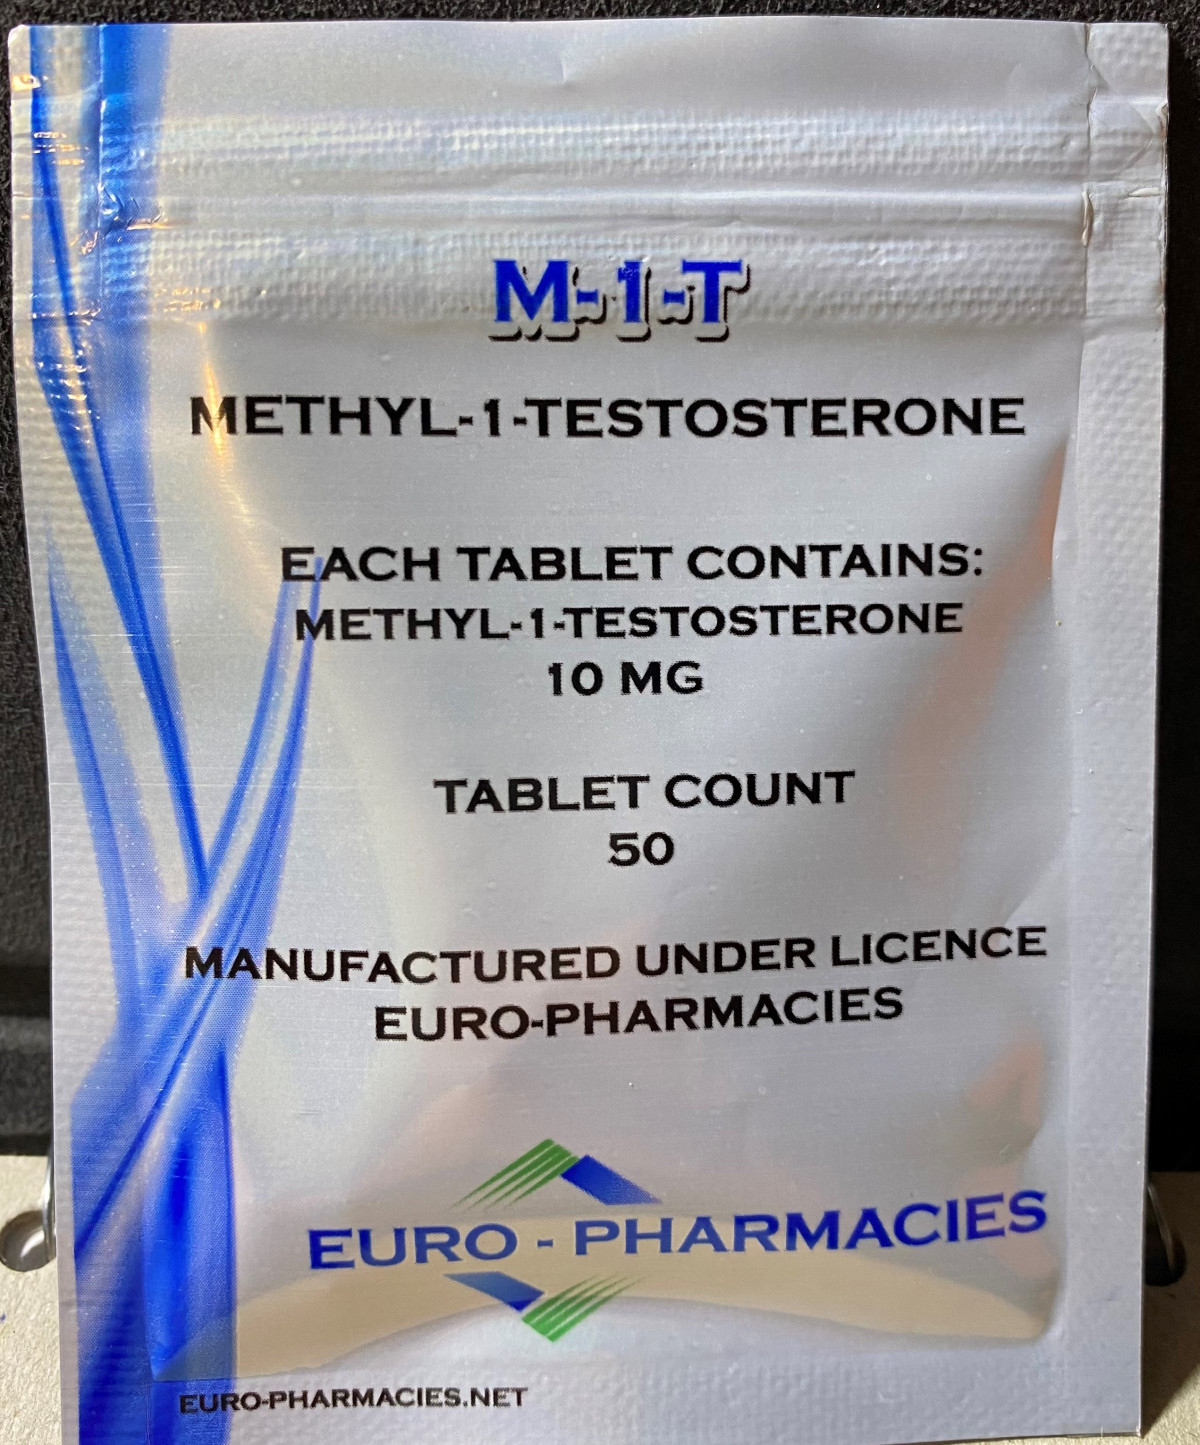 M-1-T
METHYL-1-TESTOSTERONE
EACH TABLET CONTAINS:
METHYL-1-TESTOSTERONE
10 MG
TABLET COUNT
50
MANUFACTURED UNDER LICENCE
EURO-PHARMACIES
EURO - PHARMACIES
EURO-PHARMACIES.NET